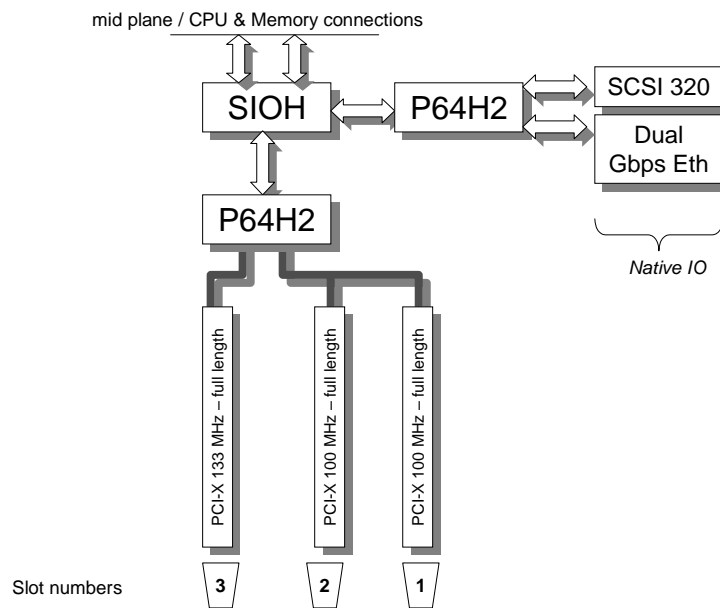 mid plane / CPU & Memory connections
SIOH
P64H2
SCSI 320
Dual
Gbps Eth
Native IO
P64H2
PCI-X 133 MHz – full length
PCI-X 100 MHz – full length
PCI-X 100 MHz – full length
Slot numbers
3
2
1